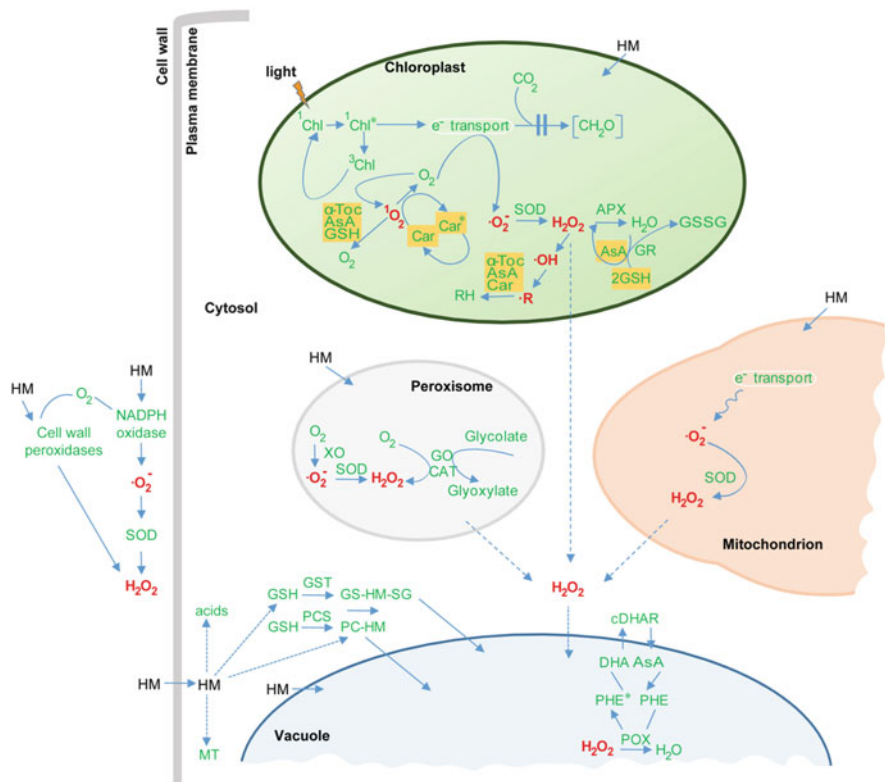 Cell wall
Plasma membrane
light
Chloroplast
HM
CO₂
¹Chl
¹Chl*
e⁻ transport
[CH₂O]
³Chl
O₂
α-Toc
AsA
GSH
¹O₂
Car
Car*
O₂
·O₂⁻
SOD
H₂O₂
APX
H₂O
GSSG
AsA
GR
2GSH
·OH
α-Toc
AsA
Car
RH
·R
Cytosol
HM
HM
O₂
HM
Cell wall
peroxidases
NADPH
oxidase
·O₂⁻
SOD
H₂O₂
HM
Peroxisome
O₂
XO
·O₂⁻
SOD
H₂O₂
O₂
GO
CAT
Glycolate
Glyoxylate
HM
e⁻ transport
·O₂⁻
SOD
H₂O₂
Mitochondrion
H₂O₂
acids
GSH
GST
GS-HM-SG
GSH
PCS
PC-HM
HM
HM
MT
HM
Vacuole
cDHAR
DHA
AsA
PHE*
PHE
POX
H₂O₂
H₂O